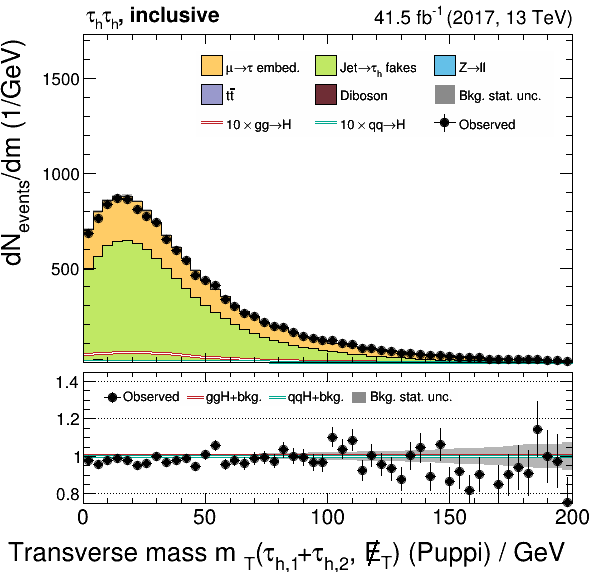 τhτh, inclusive 41.5 fb⁻¹ (2017, 13 TeV)
dNevents/dm (1/GeV)
1500
1000
500
μ→τ embed. Jet→τh fakes Z→ll
tt̄ Diboson Bkg. stat. unc.
10 × gg→H 10 × qq→H Observed
1.4
1.2
1
0.8
Observed ggH+bkg. qqH+bkg. Bkg. stat. unc.
0 50 100 150 200
Transverse mass m T(τh,1+τh,2, E̸T) (Puppi) / GeV